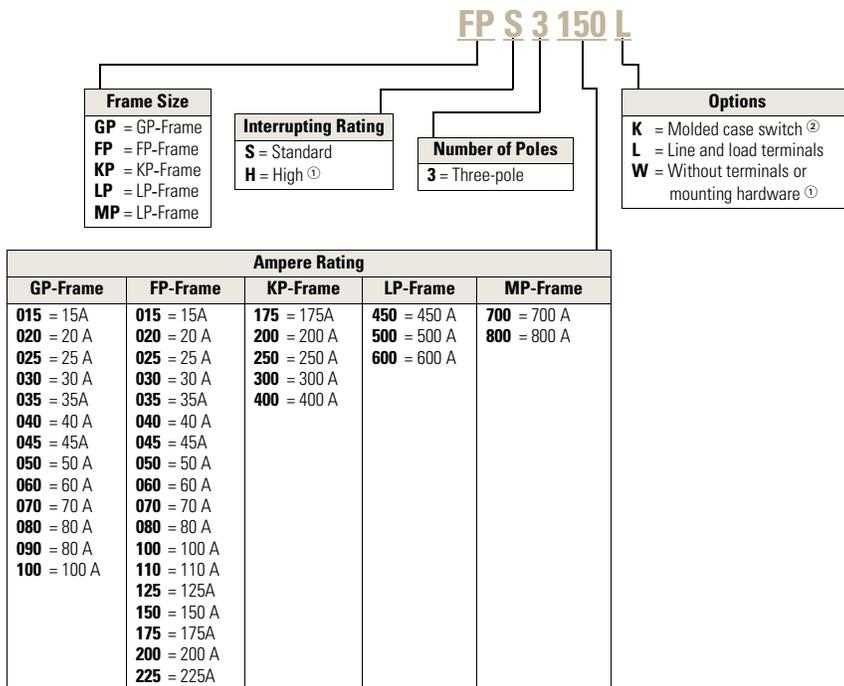 FP S 3 150 L
Frame Size
GP = GP-Frame
FP = FP-Frame
KP = KP-Frame
LP = LP-Frame
MP = LP-Frame
Interrupting Rating
S = Standard
H = High ①
Number of Poles
3 = Three-pole
Options
K = Molded case switch ②
L = Line and load terminals
W = Without terminals or
mounting hardware ①
Ampere Rating
GP-Frame FP-Frame KP-Frame LP-Frame MP-Frame
015 = 15A 015 = 15A 175 = 175A 450 = 450 A 700 = 700 A
020 = 20 A 020 = 20 A 200 = 200 A 500 = 500 A 800 = 800 A
025 = 25 A 025 = 25 A 250 = 250 A 600 = 600 A
030 = 30 A 030 = 30 A 300 = 300 A
035 = 35A 035 = 35A 400 = 400 A
040 = 40 A 040 = 40 A
045 = 45A 045 = 45A
050 = 50 A 050 = 50 A
060 = 60 A 060 = 60 A
070 = 70 A 070 = 70 A
080 = 80 A 080 = 80 A
090 = 80 A 100 = 100 A
100 = 100 A 110 = 110 A
125 = 125A
150 = 150 A
175 = 175A
200 = 200 A
225 = 225A